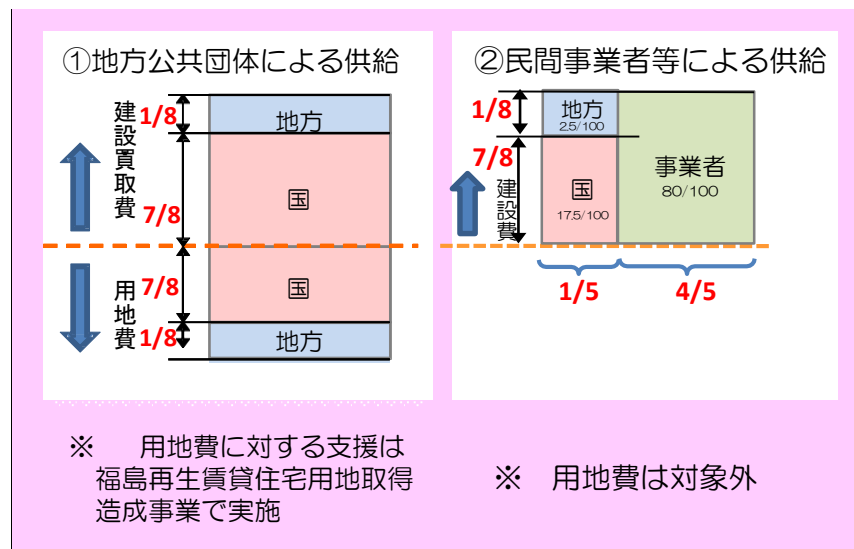 ①地方公共団体による供給
建設買取費
1/8
地方
7/8
国
用地費
7/8
国
1/8
地方
※ 用地費に対する支援は
福島再生賃貸住宅用地取得
造成事業で実施
②民間事業者等による供給
1/8
地方
2.5/100
7/8
建設費
国
17.5/100
事業者
80/100
1/5
4/5
※ 用地費は対象外